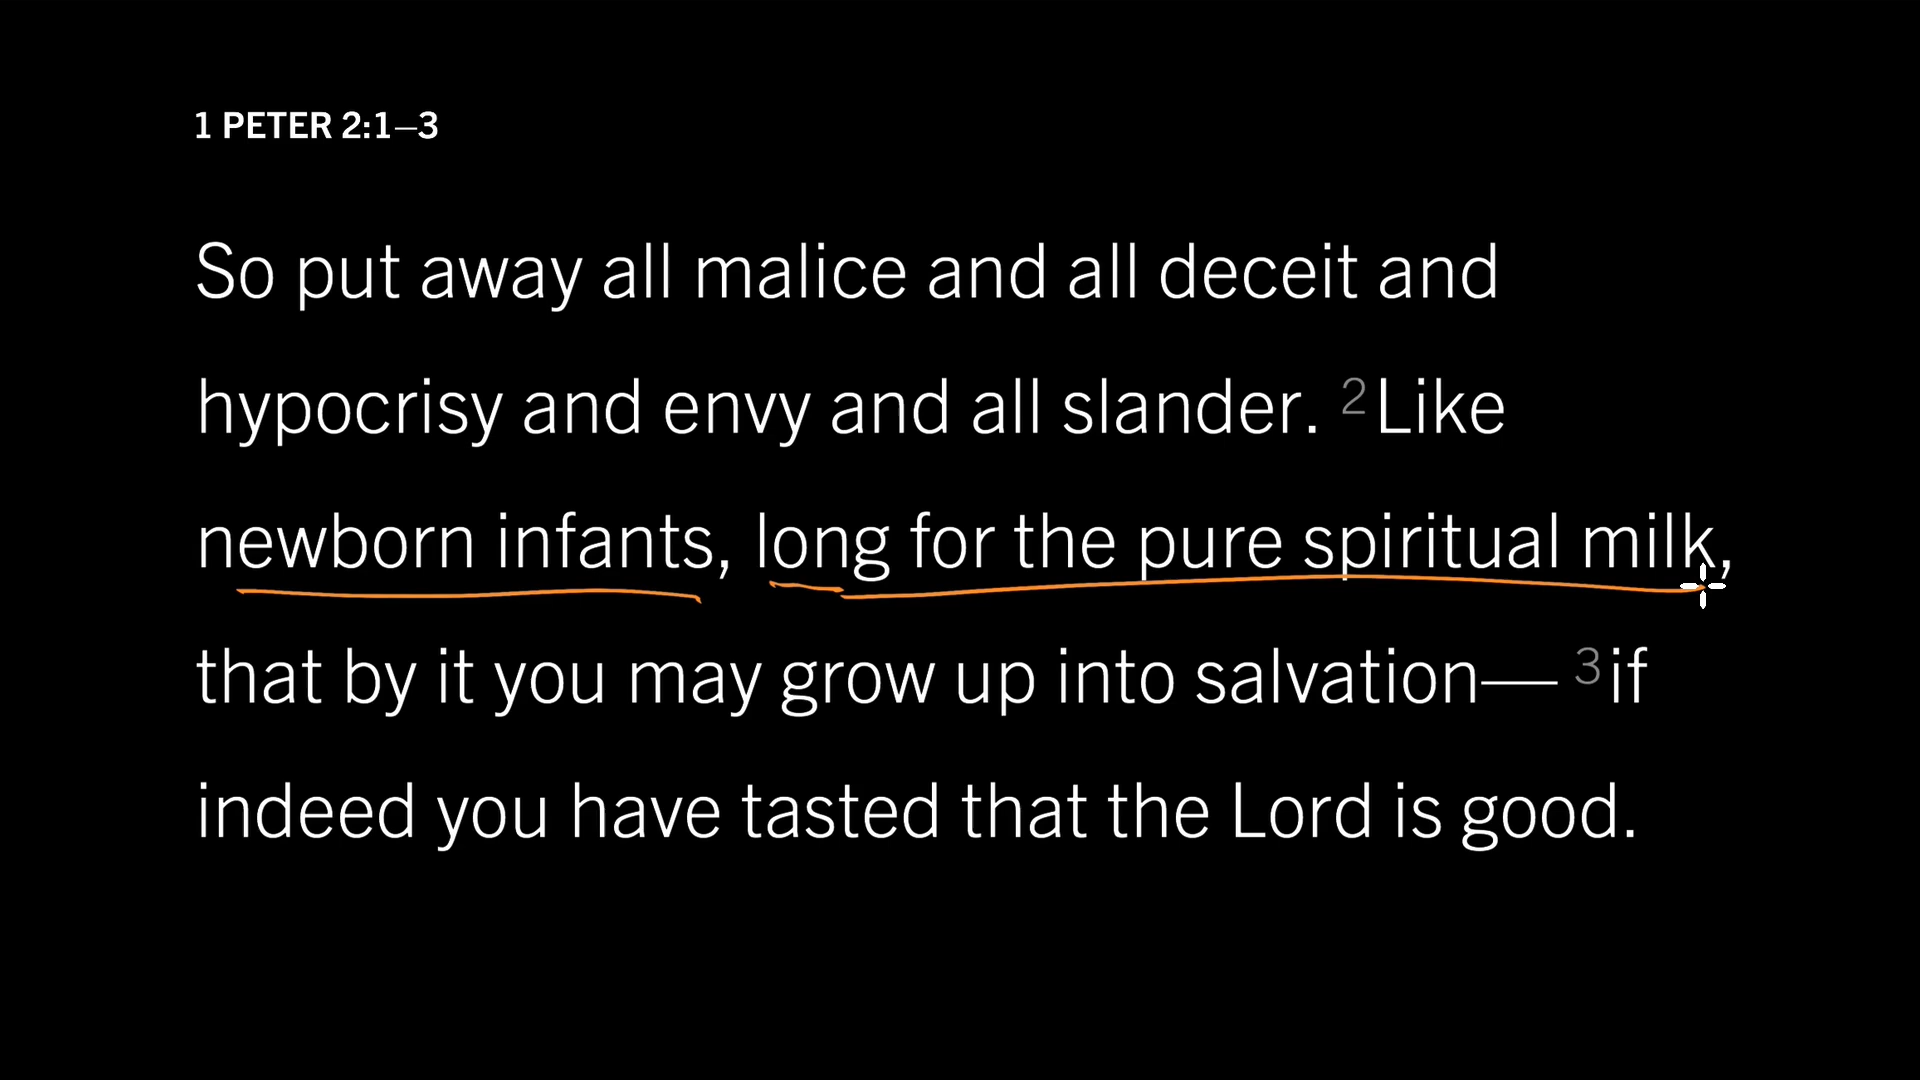 1 PETER 2:1–3
So put away all malice and all deceit and
hypocrisy and envy and all slander. 2 Like
newborn infants, long for the pure spiritual milk,
that by it you may grow up into salvation— 3 if
indeed you have tasted that the Lord is good.